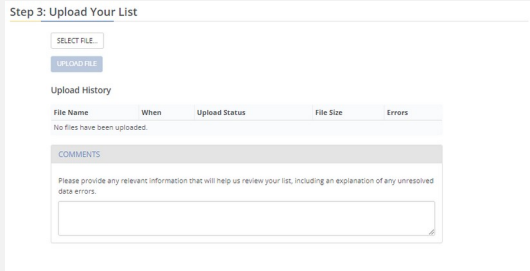 Step 3: Upload Your List
SELECT FILE...
UPLOAD FILE
Upload History
File Name When Upload Status File Size Errors
No files have been uploaded.
COMMENTS
Please provide any relevant information that will help us review your list, including an explanation of any unresolved
data errors.